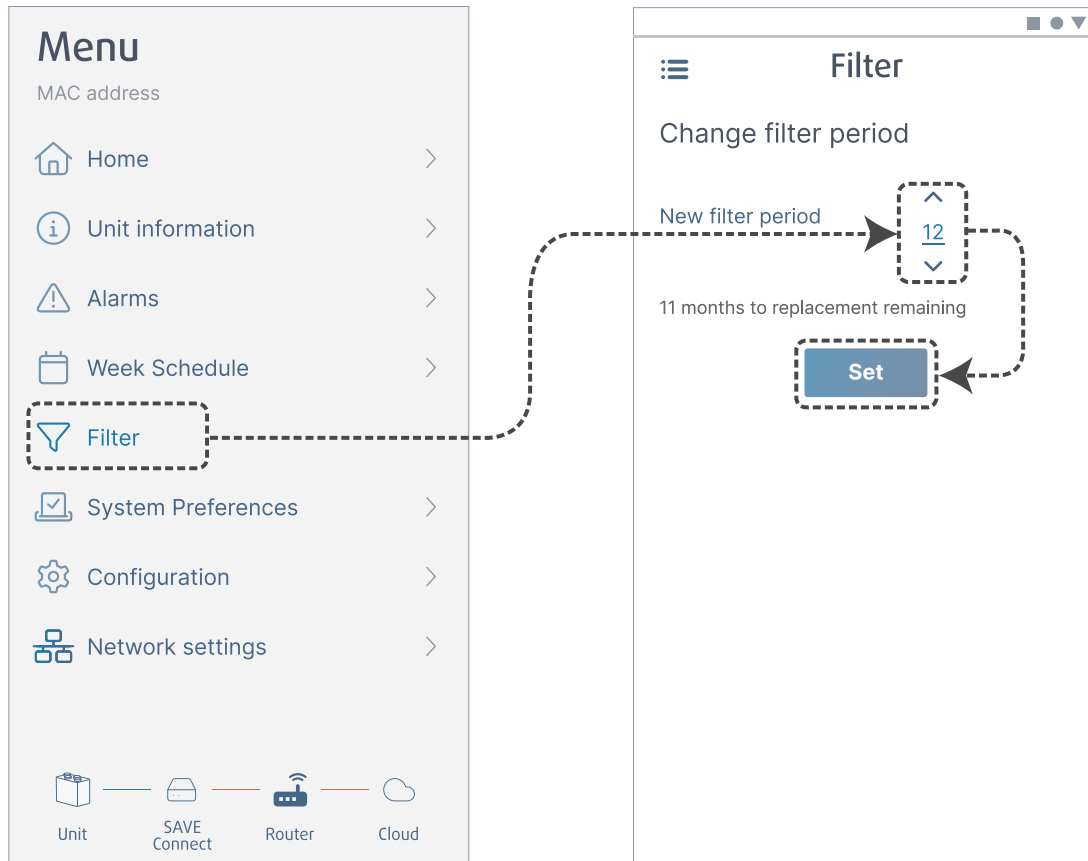 Menu
MAC address
Home
Unit information
Alarms
Week Schedule
Filter
System Preferences
Configuration
Network settings
Unit
SAVE
Connect
Router
Cloud
Filter
Change filter period
New filter period
12
11 months to replacement remaining
Set